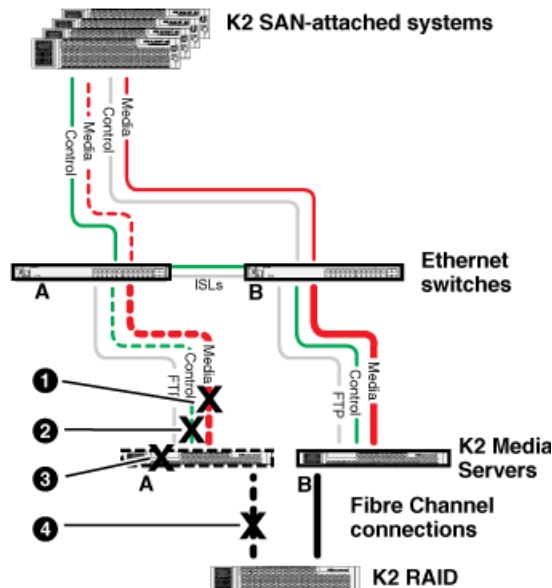 K2 SAN-attached systems
Control
Media
Control
Media
A
ISLs
B
Ethernet
switches
FTP
Control
Media
FTP
Control
Media
1
2
3
4
A
B
K2 Media
Servers
Fibre Channel
connections
K2 RAID